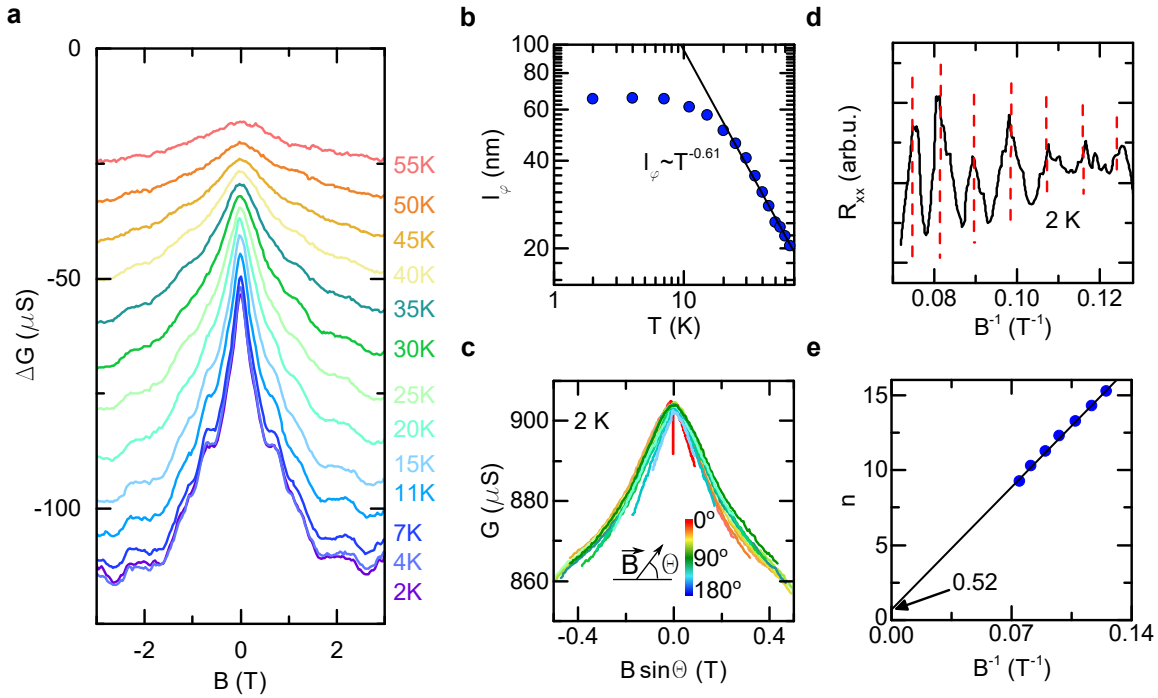 a
0
-50
-100
ΔG (μS)
-2
0
2
B (T)
55K
50K
45K
40K
35K
30K
25K
20K
15K
11K
7K
4K
2K
b
100
80
60
40
20
l_φ (nm)
l_φ~T^-0.61
1
10
T (K)
c
2 K
900
880
860
G (μS)
B⃗
Θ
0°
90°
180°
-0.4
0.0
0.4
B sinΘ (T)
d
R_xx (arb.u.)
2 K
0.08
0.10
0.12
B^-1 (T^-1)
e
15
10
5
0
n
0.52
0.00
0.07
0.14
B^-1 (T^-1)